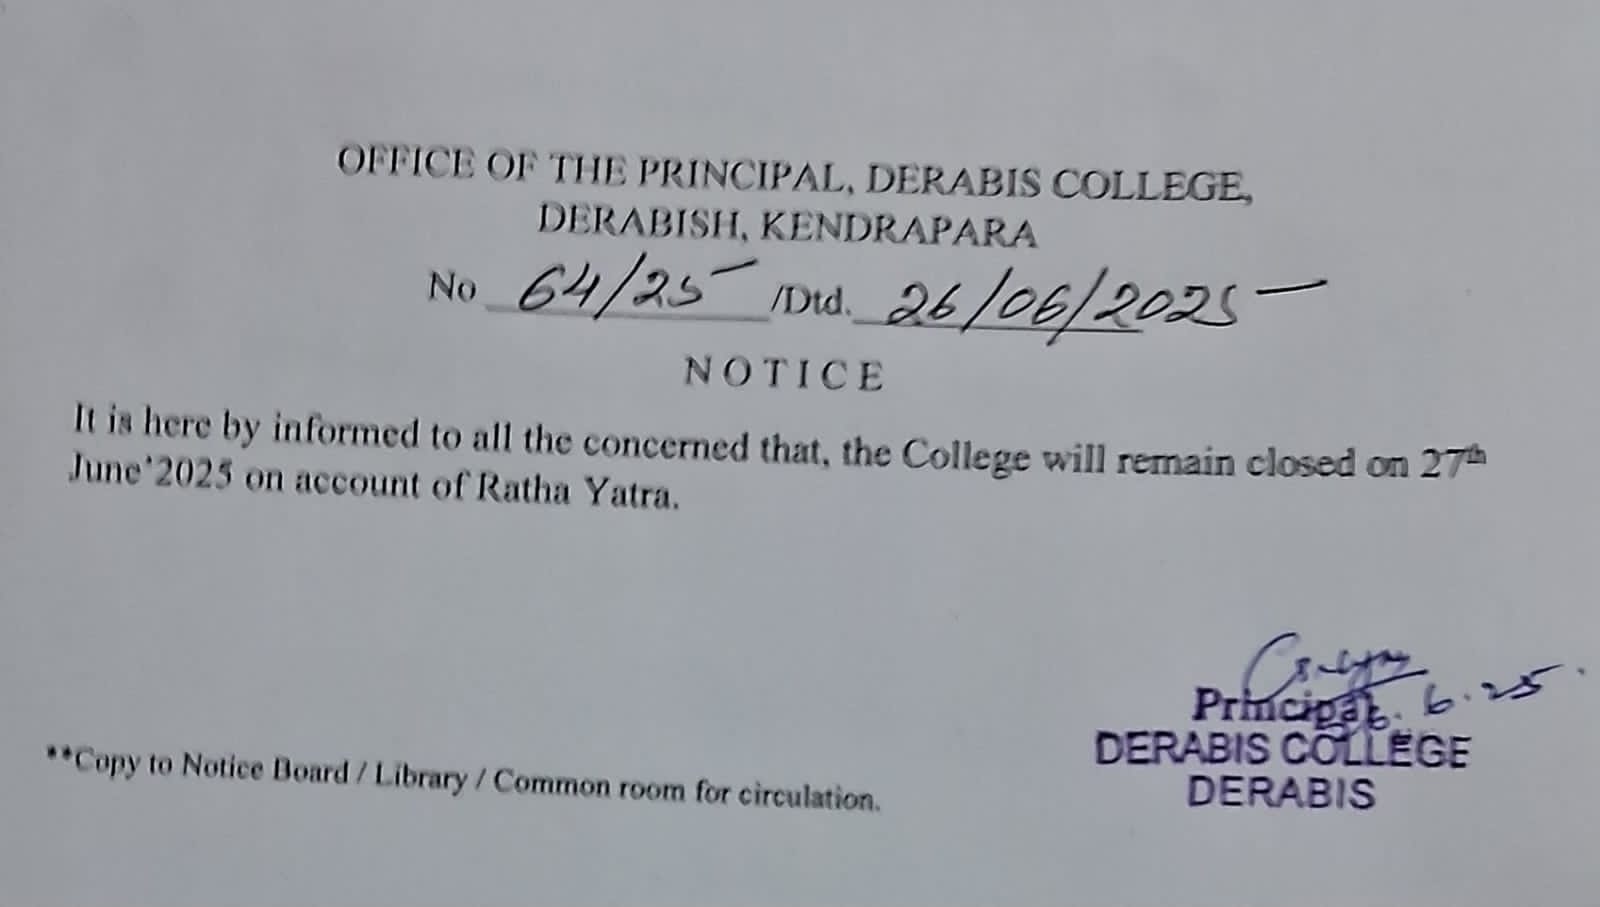 OFFICE OF THE PRINCIPAL, DERABIS COLLEGE,
DERABISH, KENDRAPARA
No 64/25 /Dtd. 26/06/2025
NOTICE
It is here by informed to all the concerned that, the College will remain closed on 27th
June'2025 on account of Ratha Yatra.
6.25
Principal
DERABIS COLLEGE
DERABIS
**Copy to Notice Board / Library / Common room for circulation.